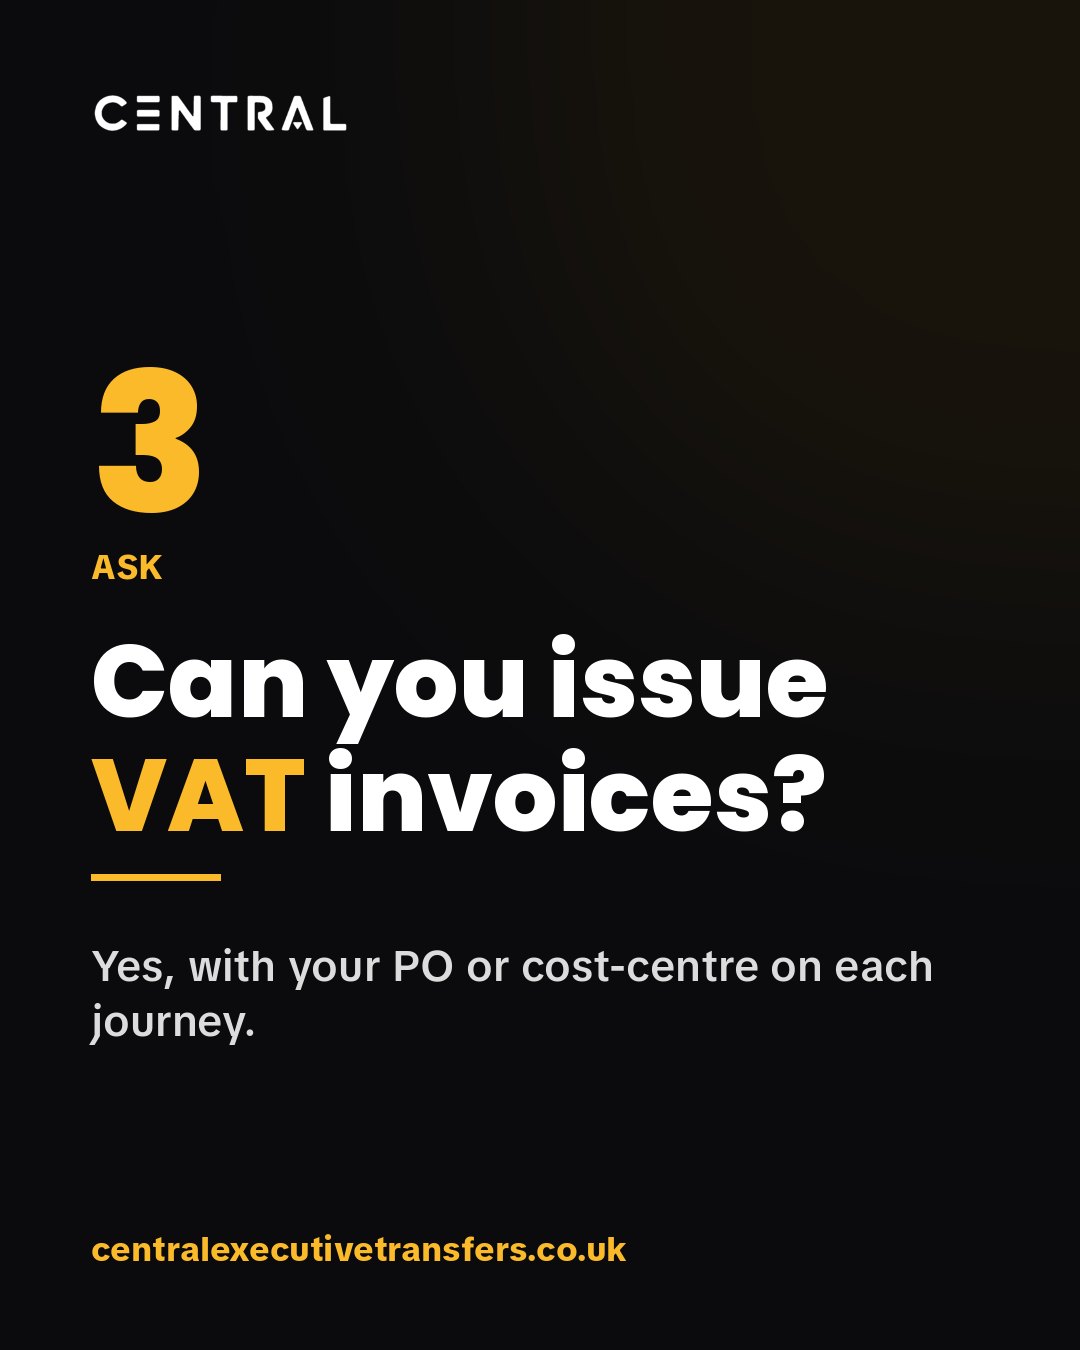 CENTRAL
3
ASK
Can you issue
VAT invoices?
Yes, with your PO or cost-centre on each
journey.
centralexecutivetransfers.co.uk